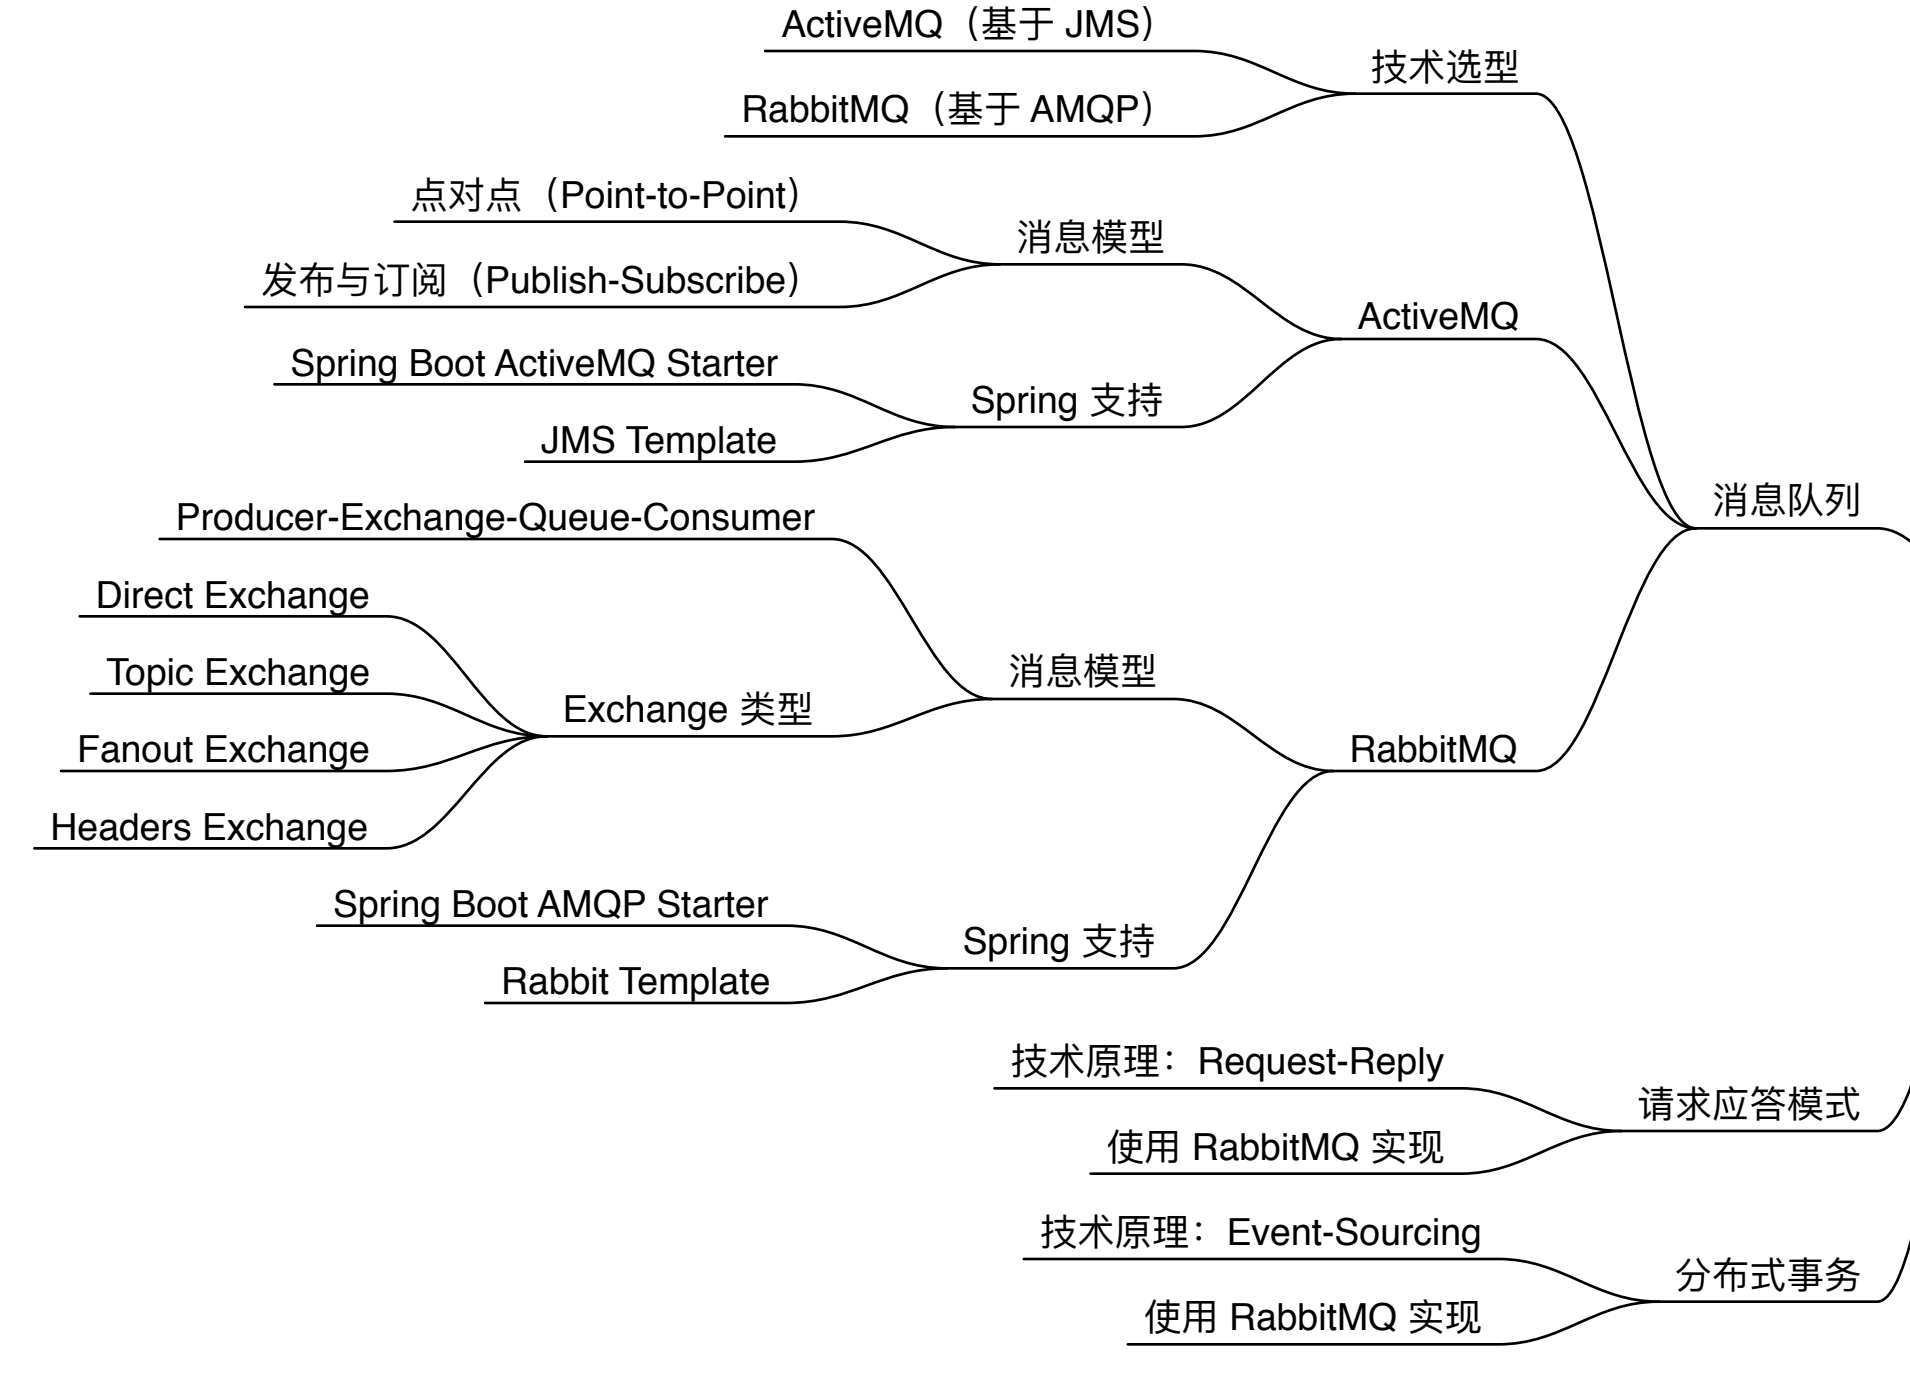 ActiveMQ（基于 JMS）
技术选型
RabbitMQ（基于 AMQP）
点对点（Point-to-Point）
消息模型
发布与订阅（Publish-Subscribe）
ActiveMQ
Spring Boot ActiveMQ Starter
Spring 支持
JMS Template
消息队列
Producer-Exchange-Queue-Consumer
Direct Exchange
Topic Exchange
消息模型
Exchange 类型
Fanout Exchange
RabbitMQ
Headers Exchange
Spring Boot AMQP Starter
Spring 支持
Rabbit Template
技术原理：Request-Reply
请求应答模式
使用 RabbitMQ 实现
技术原理：Event-Sourcing
分布式事务
使用 RabbitMQ 实现